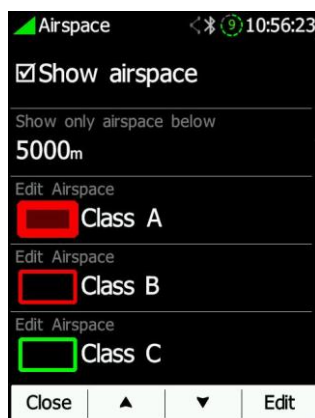 Airspace 9 10:56:23
Show airspace
Show only airspace below
5000m
Edit Airspace
Class A
Edit Airspace
Class B
Edit Airspace
Class C
Close Edit